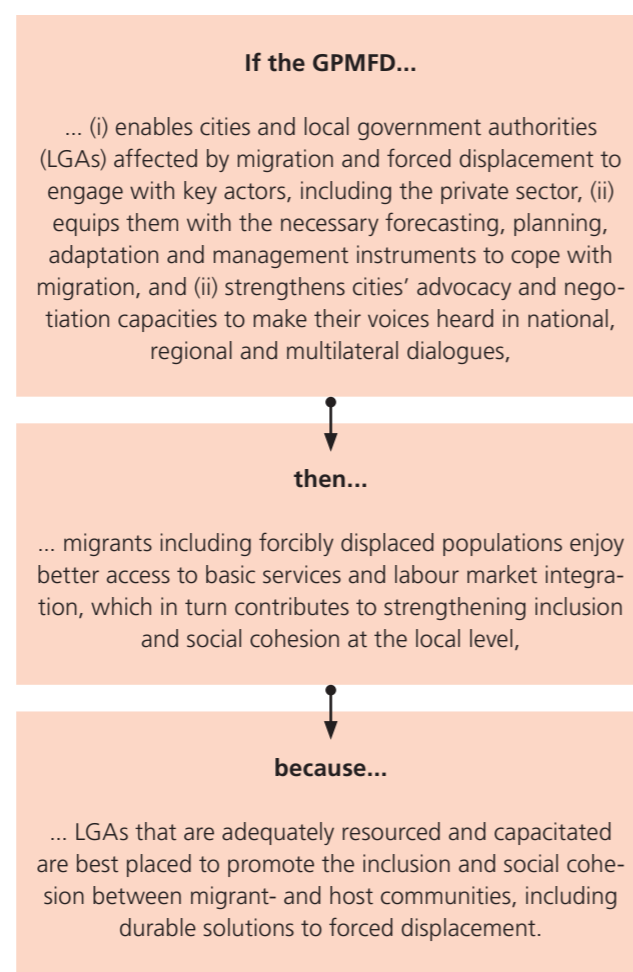 If the GPMFD...
... (i) enables cities and local government authorities
(LGAs) affected by migration and forced displacement to
engage with key actors, including the private sector, (ii)
equips them with the necessary forecasting, planning,
adaptation and management instruments to cope with
migration, and (ii) strengthens cities’ advocacy and nego-
tiation capacities to make their voices heard in national,
regional and multilateral dialogues,
then...
... migrants including forcibly displaced populations enjoy
better access to basic services and labour market integra-
tion, which in turn contributes to strengthening inclusion
and social cohesion at the local level,
because...
... LGAs that are adequately resourced and capacitated
are best placed to promote the inclusion and social cohe-
sion between migrant- and host communities, including
durable solutions to forced displacement.